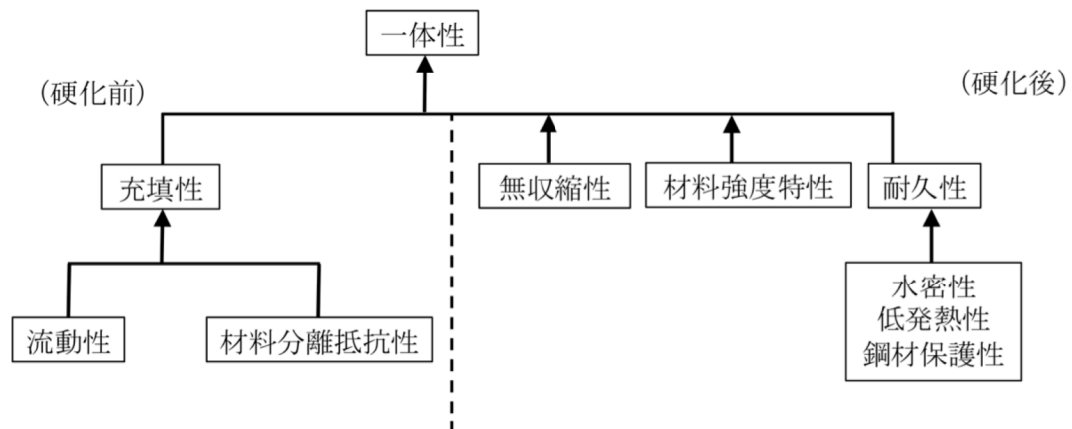 一体性
（硬化前）
（硬化後）
充填性
無収縮性
材料強度特性
耐久性
流動性
材料分離抵抗性
水密性
低発熱性
鋼材保護性